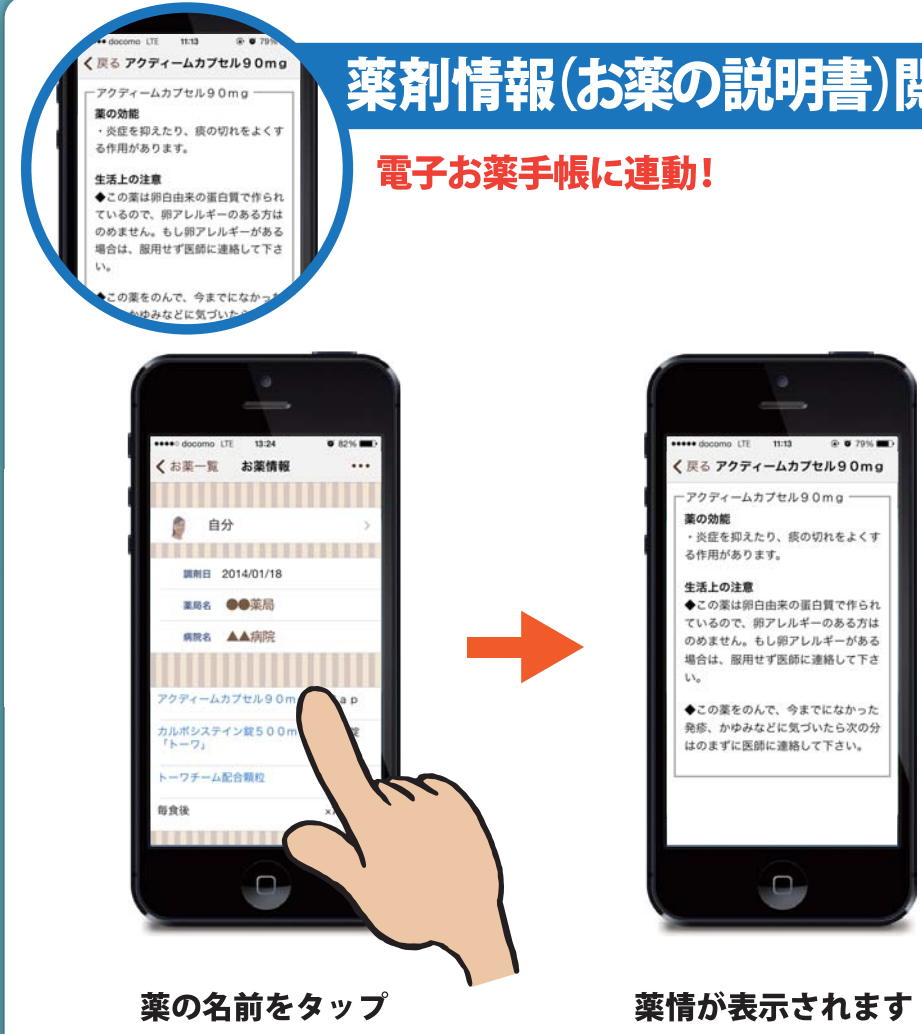 docomo LTE 11:13 79%
戻る アクディームカプセル90mg
アクディームカプセル90mg
薬の効能
・炎症を抑えたり、痰の切れをよくす
る作用があります。
生活上の注意
◆この薬は卵白由来の蛋白質で作られ
ているので、卵アレルギーのある方は
のめません。もし卵アレルギーがある
場合は、服用せず医師に連絡して下さ
い。
◆この薬をのんで、今までになかった
かゆみなどに気づいたら
薬剤情報(お薬の説明書)
電子お薬手帳に連動!
docomo LTE 13:24 82%
お薬一覧 お薬情報 •••
自分
調剤日 2014/01/18
薬局名 ●●薬局
病院名 ▲▲病院
アクディームカプセル90m ap
カルボシステイン錠500m 錠
「トーワ」
トーワチーム配合顆粒
毎食後 ×
薬の名前をタップ
docomo LTE 11:13 79%
戻る アクディームカプセル90mg
アクディームカプセル90mg
薬の効能
・炎症を抑えたり、痰の切れをよくす
る作用があります。
生活上の注意
◆この薬は卵白由来の蛋白質で作られ
ているので、卵アレルギーのある方は
のめません。もし卵アレルギーがある
場合は、服用せず医師に連絡して下さ
い。
◆この薬をのんで、今までになかった
発疹、かゆみなどに気づいたら次の分
はのまずに医師に連絡して下さい。
薬情が表示されます